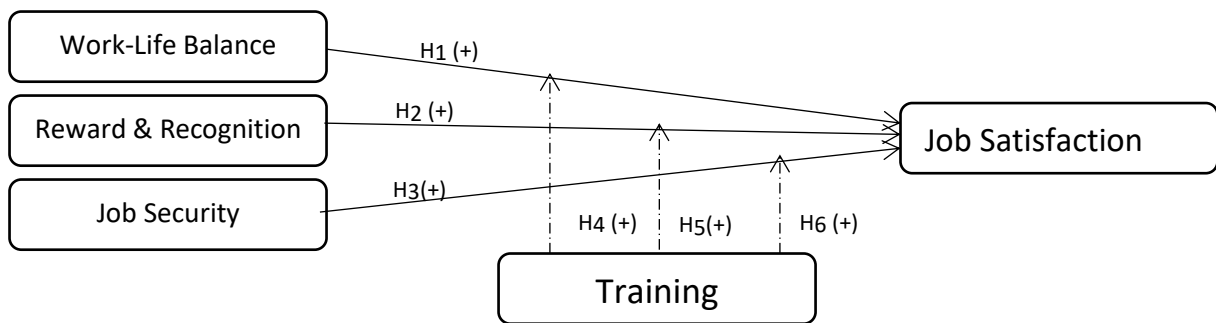 Work-Life Balance
H1 (+)
Reward & Recognition
H2 (+)
Job Satisfaction
Job Security
H3(+)
H4 (+)
H5(+)
H6 (+)
Training